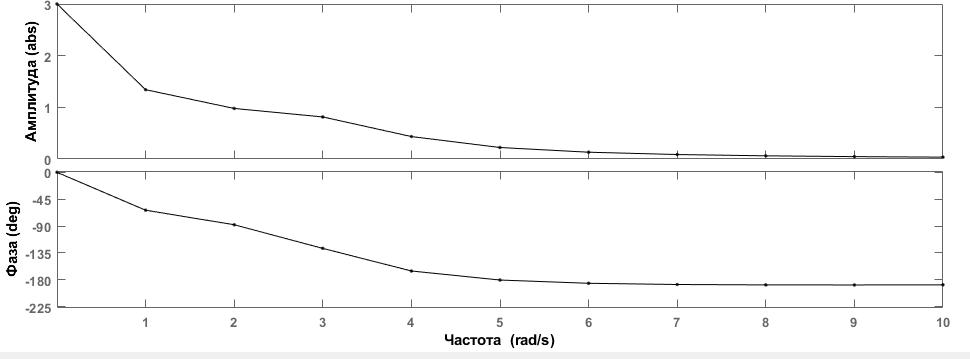 3
2
1
0
Амплитуда (abs)
0
-45
-90
-135
-180
-225
Фаза (deg)
1 2 3 4 5 6 7 8 9 10
Частота (rad/s)